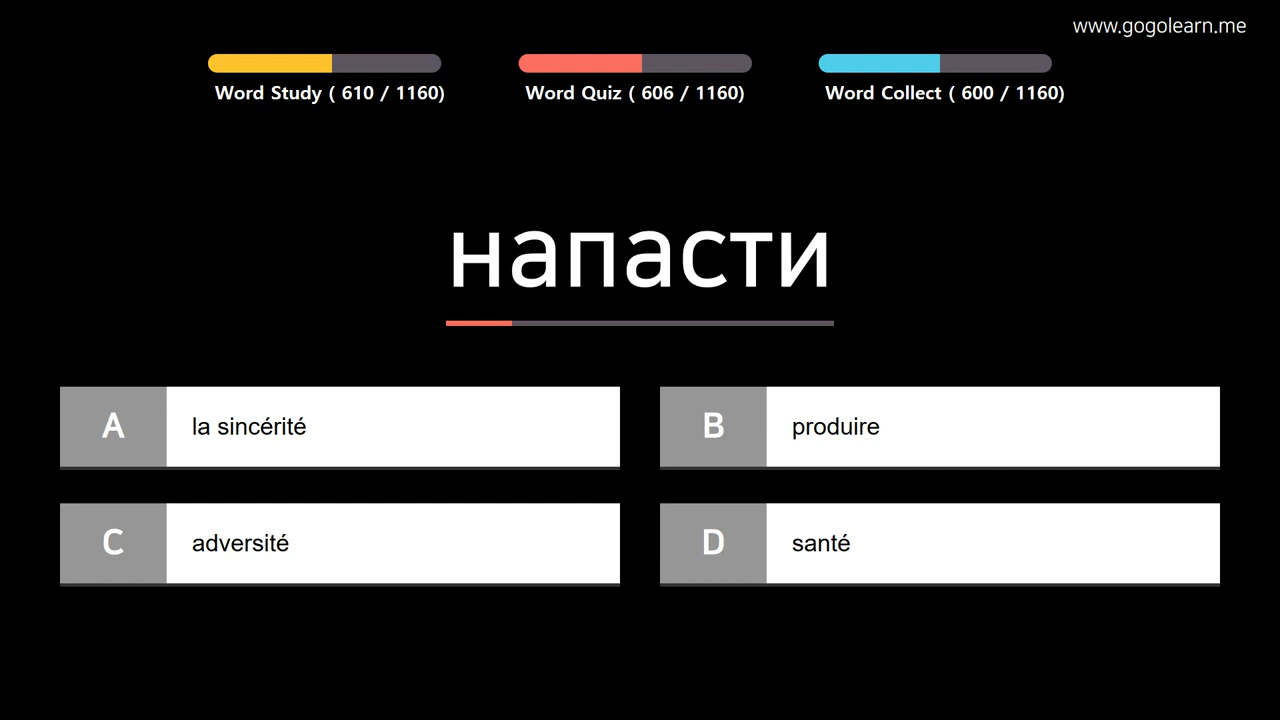 www.gogolearn.me
Word Study ( 610 / 1160)
Word Quiz ( 606 / 1160)
Word Collect ( 600 / 1160)
напасти
A
la sincérité
B
produire
C
adversité
D
santé